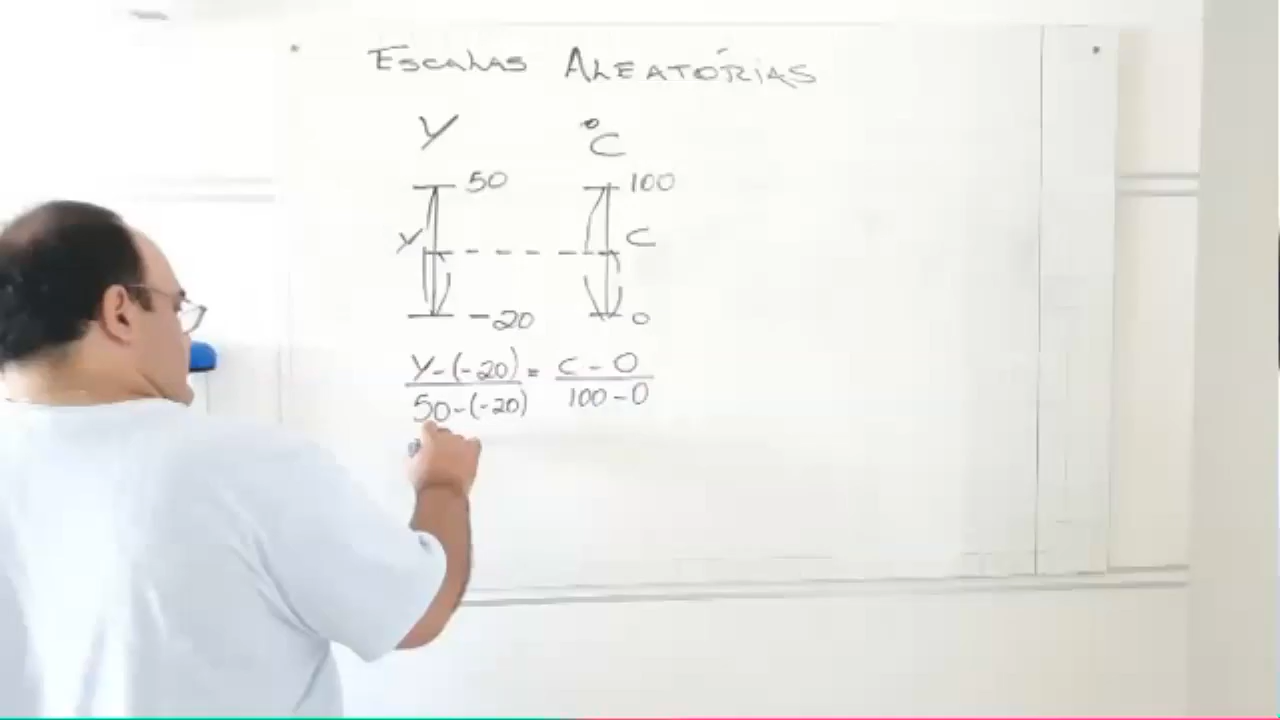 ESCALAS ALEATÓRIAS
Y °C
50 100
Y C
-20 0
Y-(-20) = C-0
50-(-20) 100-0